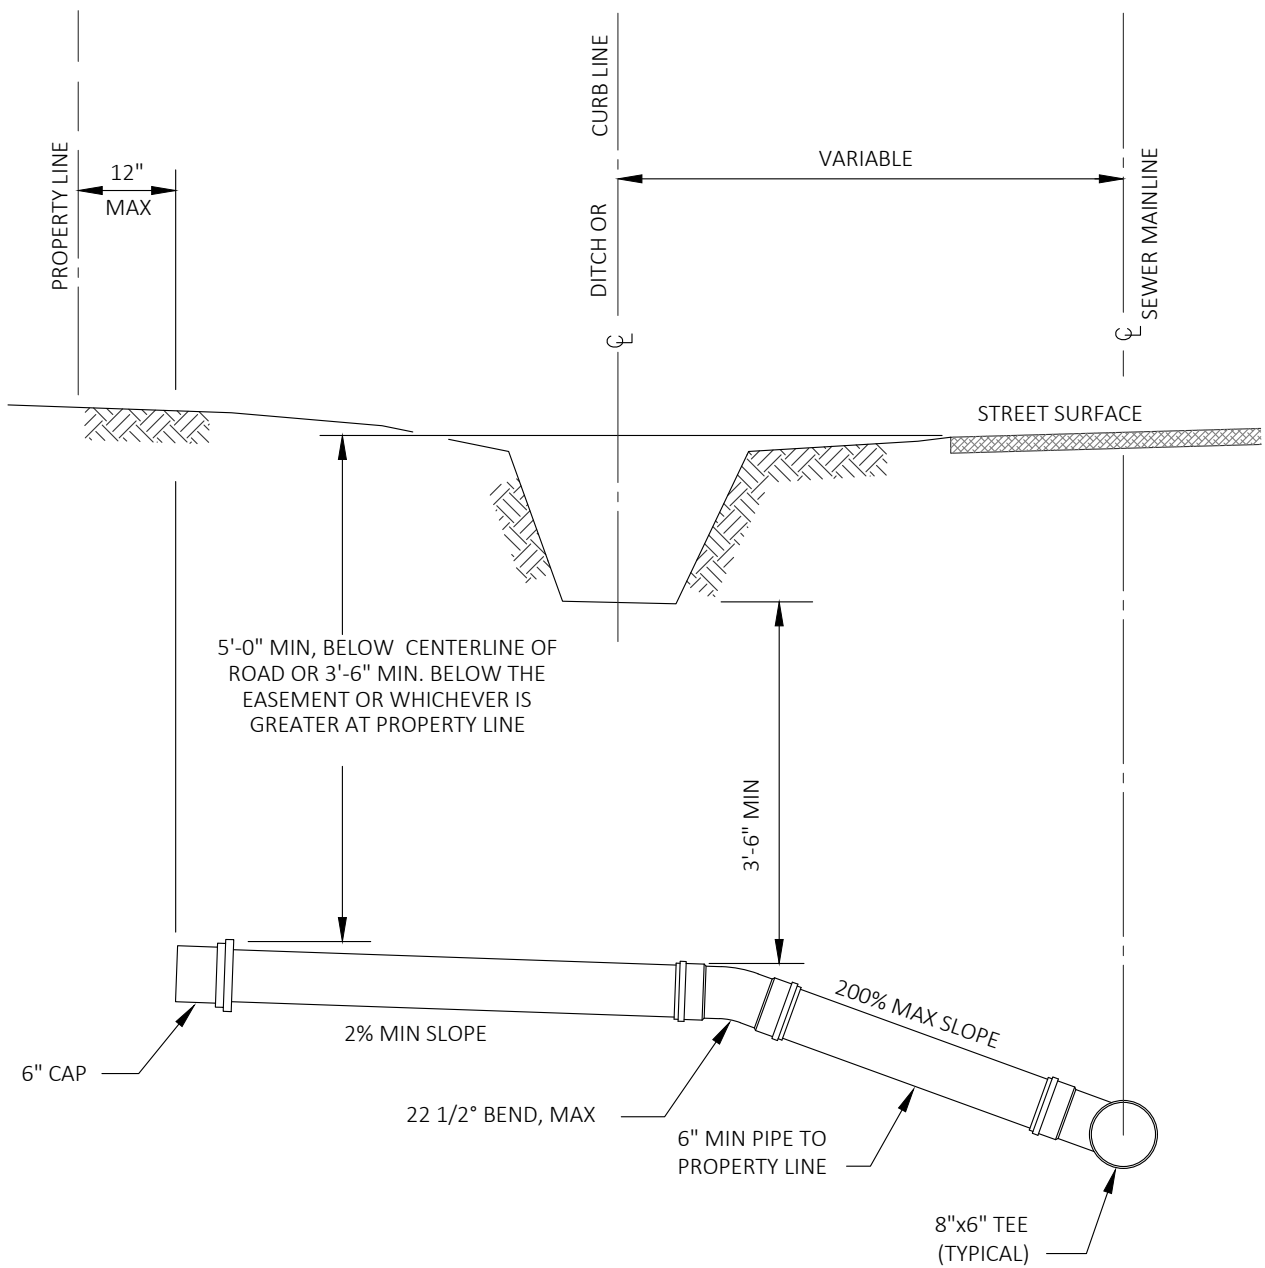 PROPERTY LINE
12"
MAX
DITCH OR CURB LINE
VARIABLE
SEWER MAINLINE
℄
℄
STREET SURFACE
5'-0" MIN, BELOW CENTERLINE OF
ROAD OR 3'-6" MIN. BELOW THE
EASEMENT OR WHICHEVER IS
GREATER AT PROPERTY LINE
3'-6" MIN
200% MAX SLOPE
2% MIN SLOPE
6" CAP
22 1/2° BEND, MAX
6" MIN PIPE TO
PROPERTY LINE
8"x6" TEE
(TYPICAL)